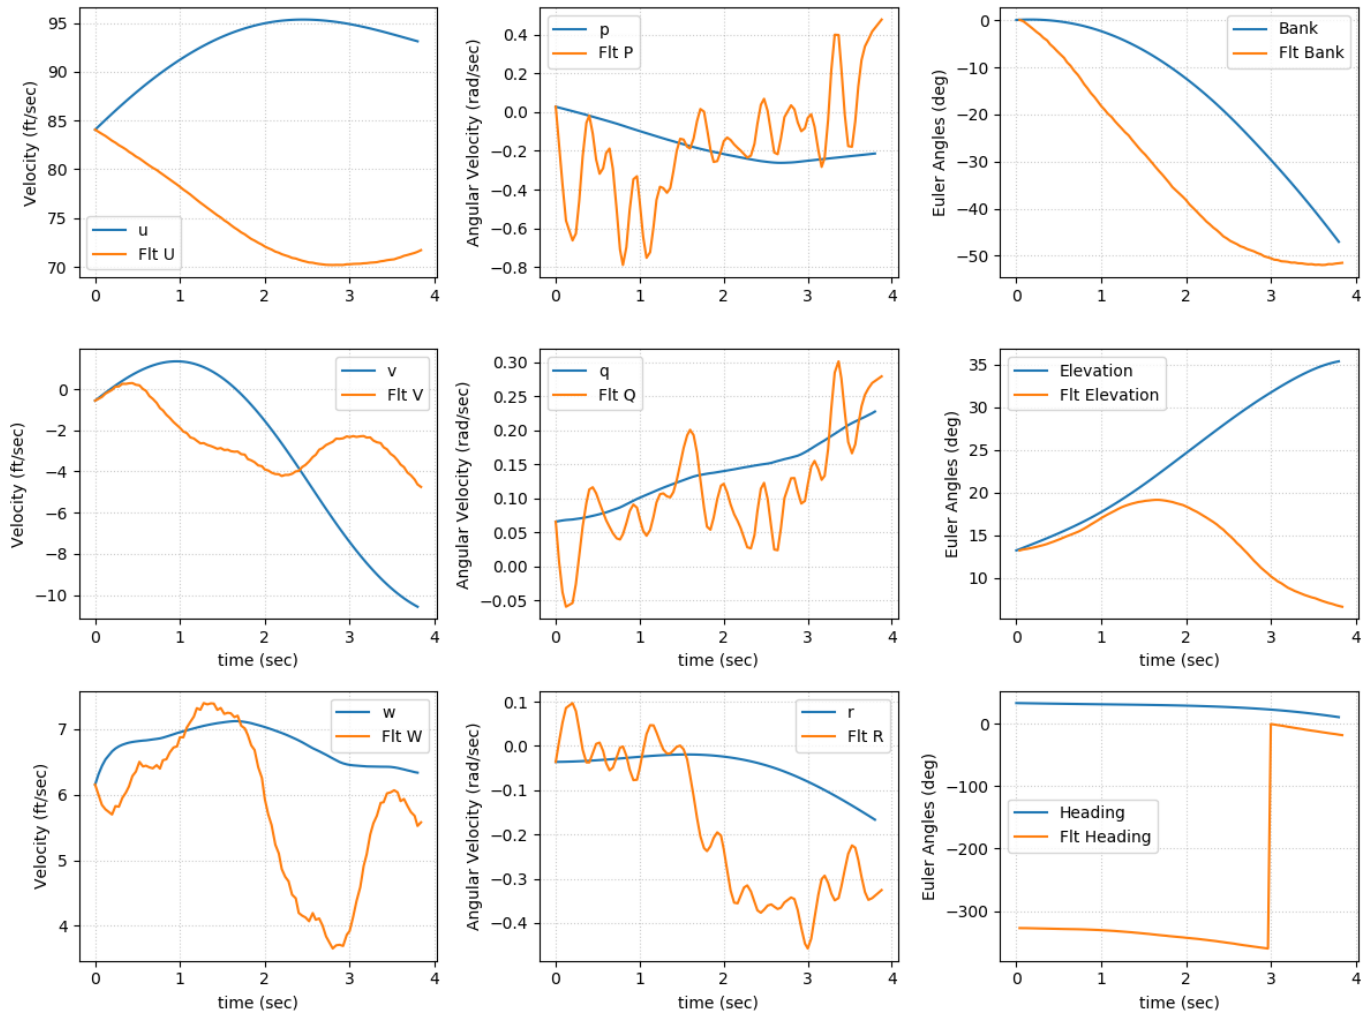 Velocity (ft/sec)
95
90
85
80
75
70
u
Flt U
0 1 2 3 4
Angular Velocity (rad/sec)
0.4
0.2
0.0
−0.2
−0.4
−0.6
−0.8
p
Flt P
0 1 2 3 4
Euler Angles (deg)
0
−10
−20
−30
−40
−50
Bank
Flt Bank
0 1 2 3 4
Velocity (ft/sec)
0
−2
−4
−6
−8
−10
v
Flt V
0 1 2 3 4
time (sec)
Angular Velocity (rad/sec)
0.30
0.25
0.20
0.15
0.10
0.05
0.00
−0.05
q
Flt Q
0 1 2 3 4
time (sec)
Euler Angles (deg)
35
30
25
20
15
10
Elevation
Flt Elevation
0 1 2 3 4
time (sec)
Velocity (ft/sec)
7
6
5
4
w
Flt W
0 1 2 3 4
time (sec)
Angular Velocity (rad/sec)
0.1
0.0
−0.1
−0.2
−0.3
−0.4
r
Flt R
0 1 2 3 4
time (sec)
Euler Angles (deg)
0
−100
−200
−300
Heading
Flt Heading
0 1 2 3 4
time (sec)